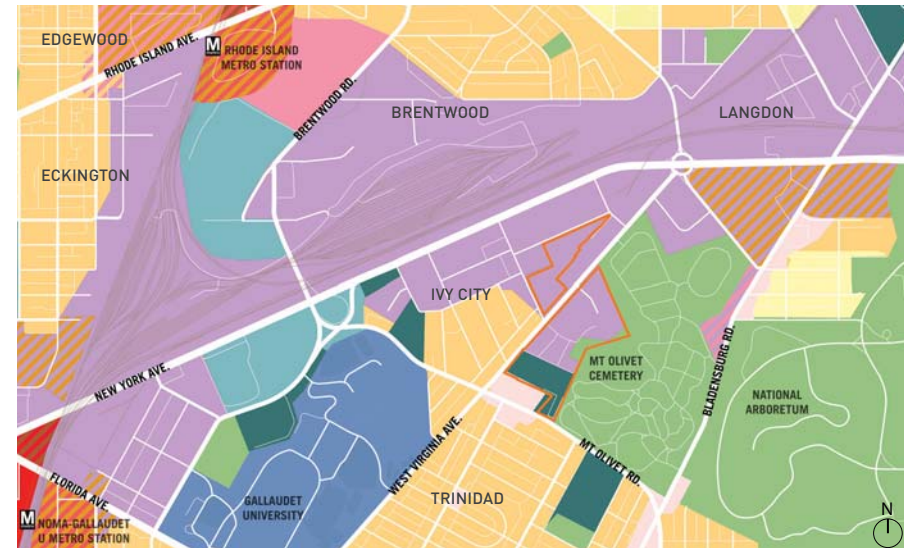 EDGEWOOD
RHODE ISLAND AVE.
M RHODE ISLAND
METRO STATION
BRENTWOOD RD.
BRENTWOOD
LANGDON
ECKINGTON
IVY CITY
NEW YORK AVE.
MT OLIVET
CEMETERY
BLADENSBURG RD.
NATIONAL
ARBORETUM
WEST VIRGINIA AVE.
MT OLIVET RD.
FLORIDA AVE.
GALLAUDET
UNIVERSITY
TRINIDAD
M NOMA-GALLAUDET
U METRO STATION
N